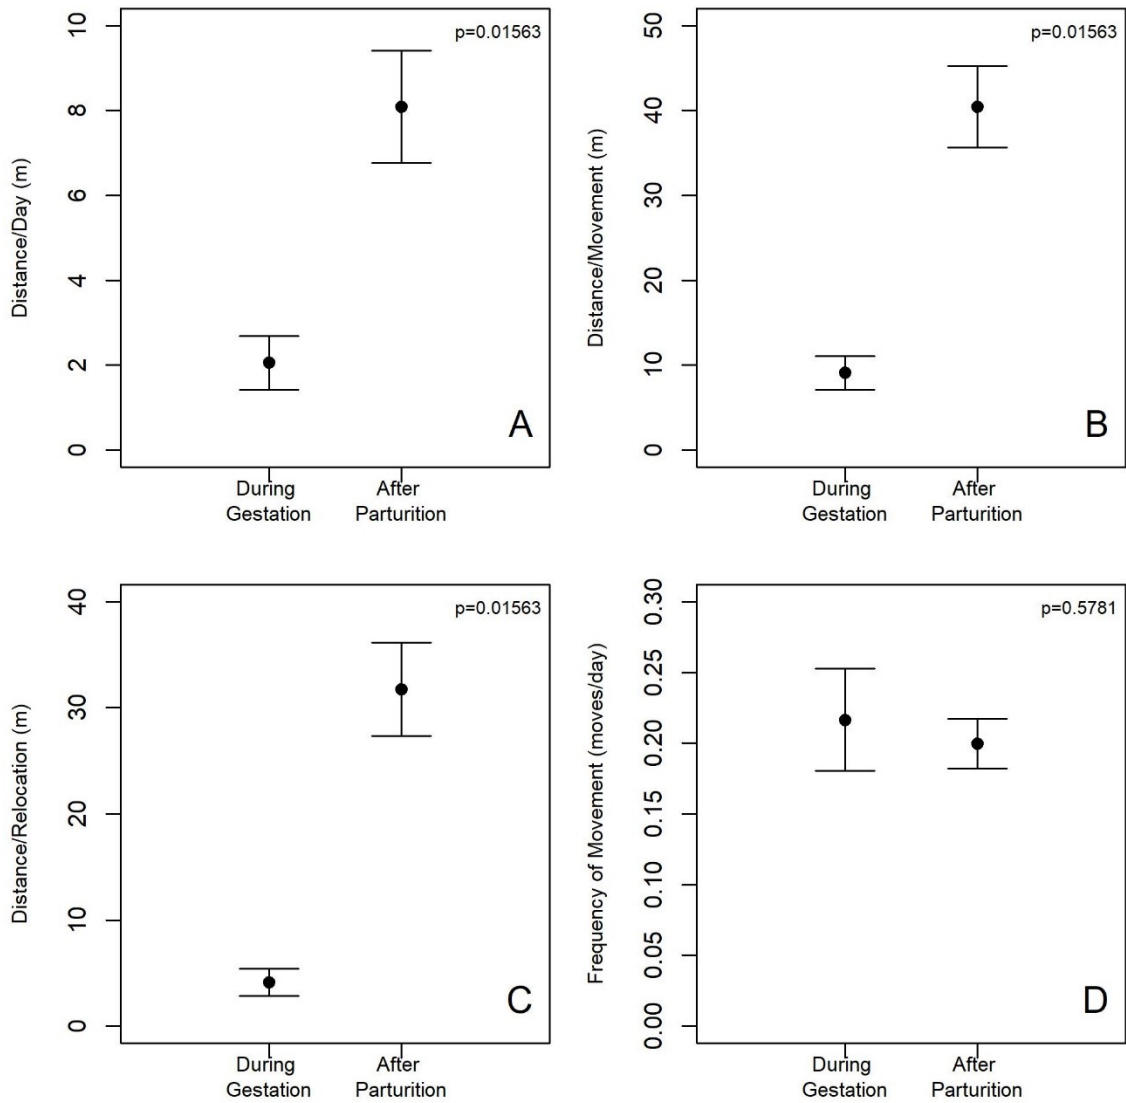 Distance/Day (m)
10
8
6
4
2
0
p=0.01563
A
During
Gestation
After
Parturition
Distance/Movement (m)
50
40
30
20
10
0
p=0.01563
B
During
Gestation
After
Parturition
Distance/Relocation (m)
40
30
20
10
0
p=0.01563
C
During
Gestation
After
Parturition
Frequency of Movement (moves/day)
0.30
0.25
0.20
0.15
0.10
0.05
0.00
p=0.5781
D
During
Gestation
After
Parturition